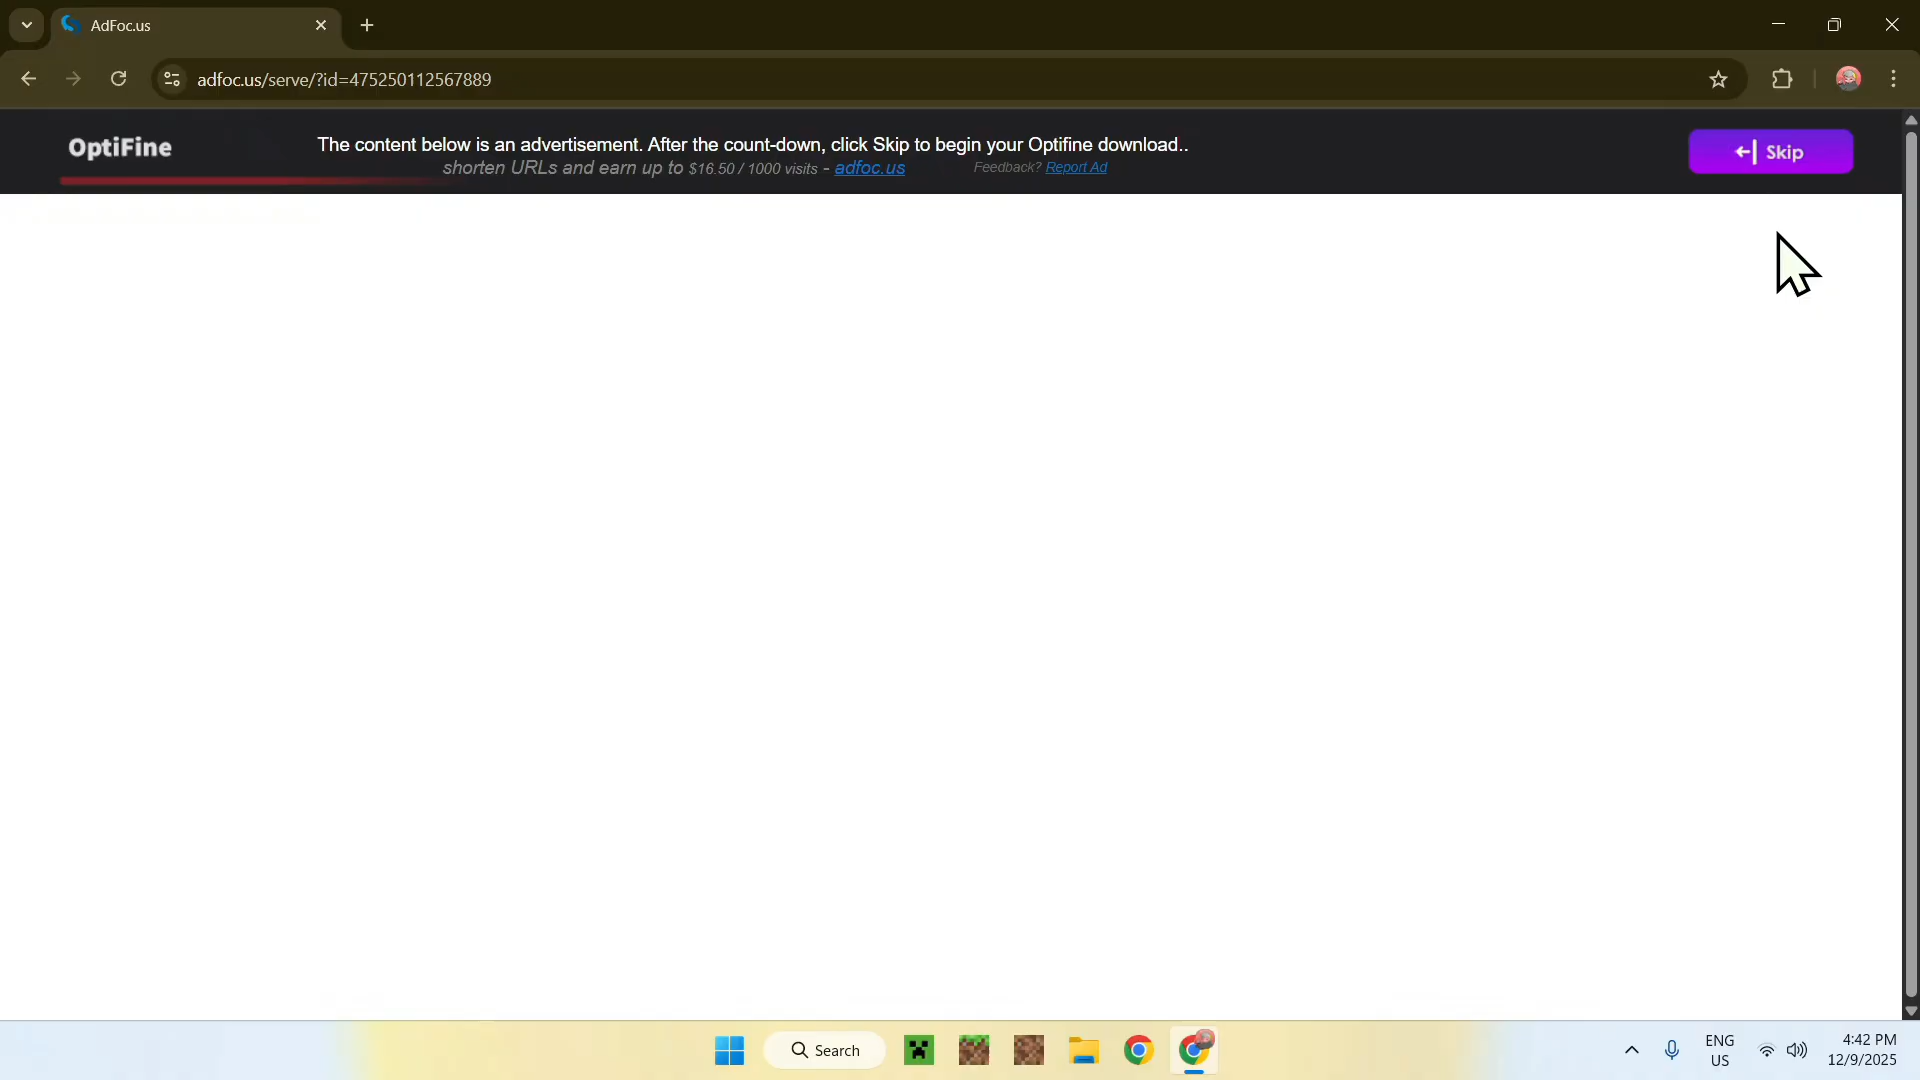 AdFoc.us
adfoc.us/serve/?id=475250112567889
OptiFine
The content below is an advertisement. After the count-down, click Skip to begin your Optifine download..
Skip
shorten URLs and earn up to $16.50 / 1000 visits - adfoc.us
Feedback? Report Ad
Search
ENG
US
4:42 PM
12/9/2025